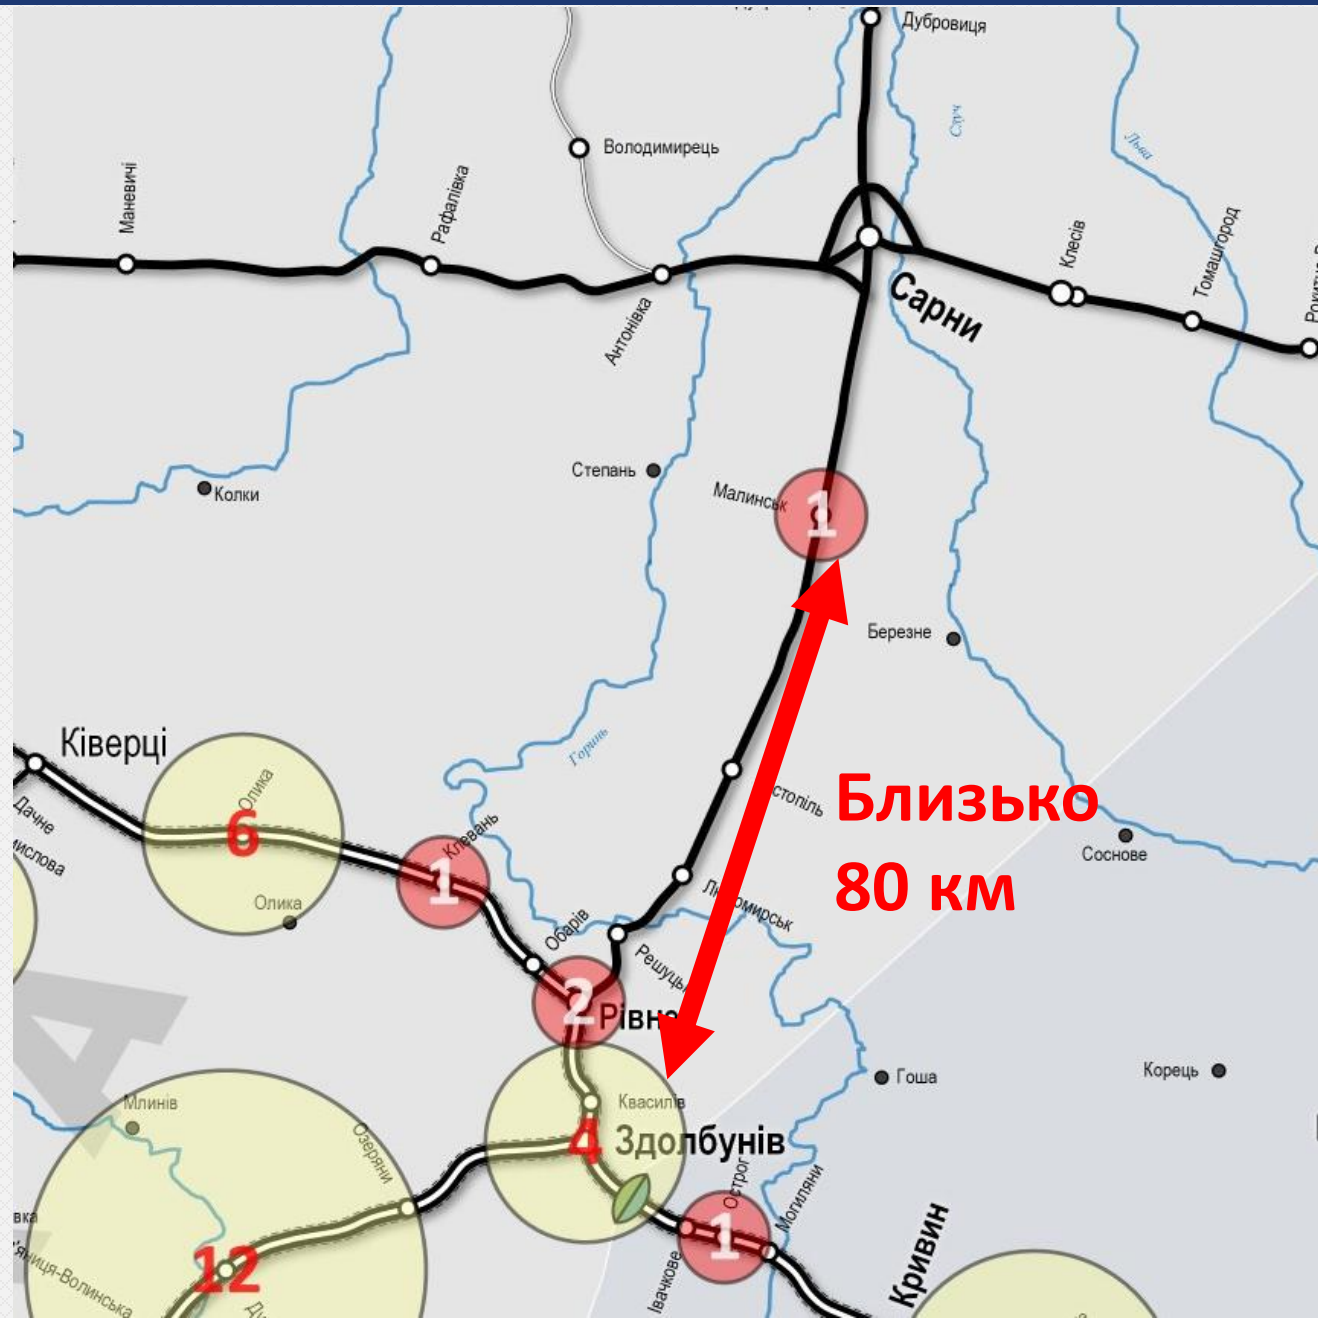 Дубровиця
Случ
Льва
Володимирець
Маневичі
Рафалівка
Клесів
Томашгород
Антонівка
Сарни
Степань
Колки
Малинськ
1
Березне
Горинь
Ківерці
Олика
Дачне
6
Клевань
1
стопіль
Близько
80 км
Соснове
Олика
Обарів
Решуцьк
2
Рівне
Гоща
Корець
Млинів
Квасилів
Озеряни
4
Здолбунів
Острог
Могиляни
1
Івачкове
Кривин
12